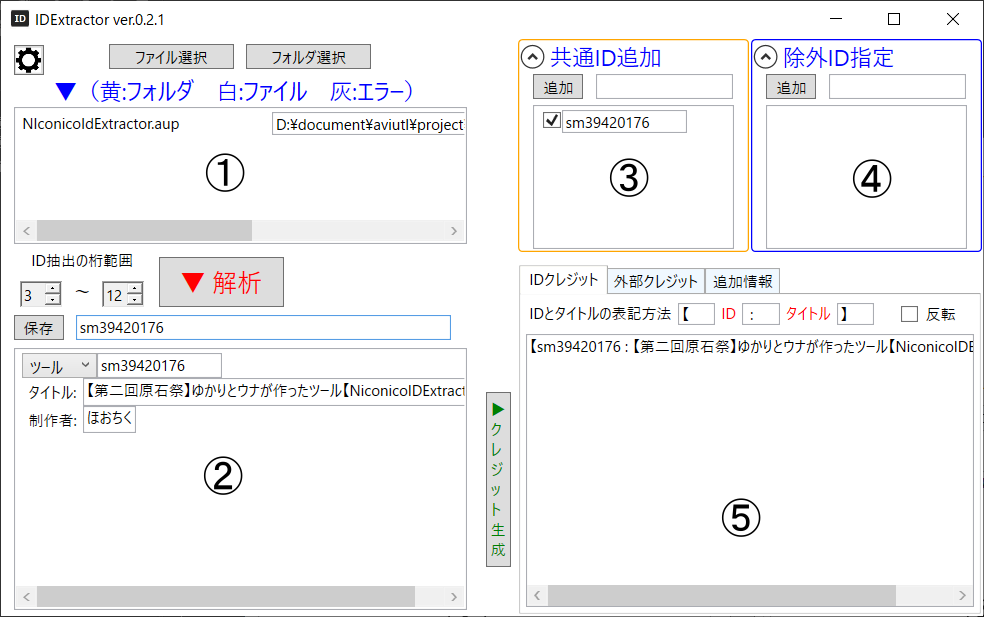 ID IDExtractor ver.0.2.1
ファイル選択 フォルダ選択
▼（黄:フォルダ 白:ファイル 灰:エラー）
NIconicoIdExtractor.aup D:¥document¥aviutl¥project
①
ID抽出の桁範囲
3 ～ 12
▼ 解析
保存 sm39420176
ツール sm39420176
タイトル: 【第二回原石祭】ゆかりとウナが作ったツール【NiconicoIDExtract
制作者: ほおちく
②
▶クレジット生成
共通ID追加
追加
sm39420176
③
除外ID指定
追加
④
IDクレジット 外部クレジット 追加情報
IDとタイトルの表記方法 【 ID : タイトル 】 反転
【sm39420176 : 【第二回原石祭】ゆかりとウナが作ったツール【NiconicoIDE
⑤